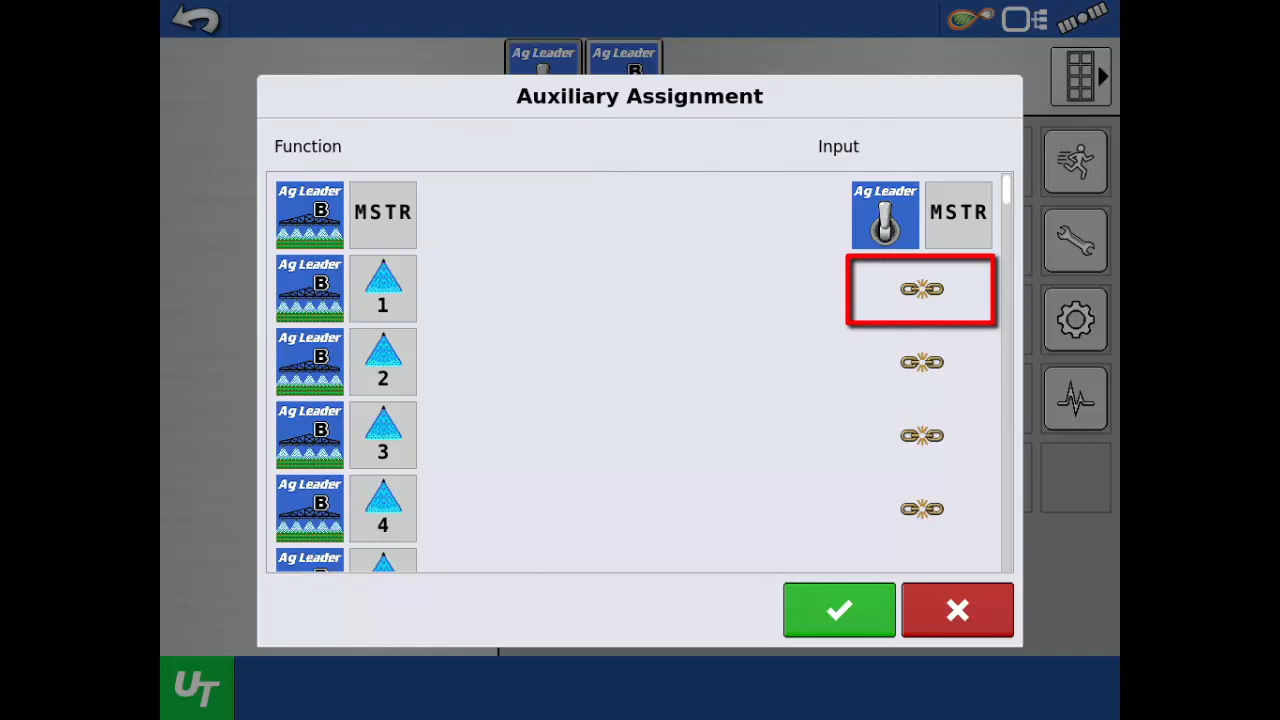 Ag Leader Ag Leader
B
Auxiliary Assignment
Function Input
Ag Leader B MSTR Ag Leader MSTR
Ag Leader B 1
Ag Leader B 2
Ag Leader B 3
Ag Leader B 4
Ag Leader
UT